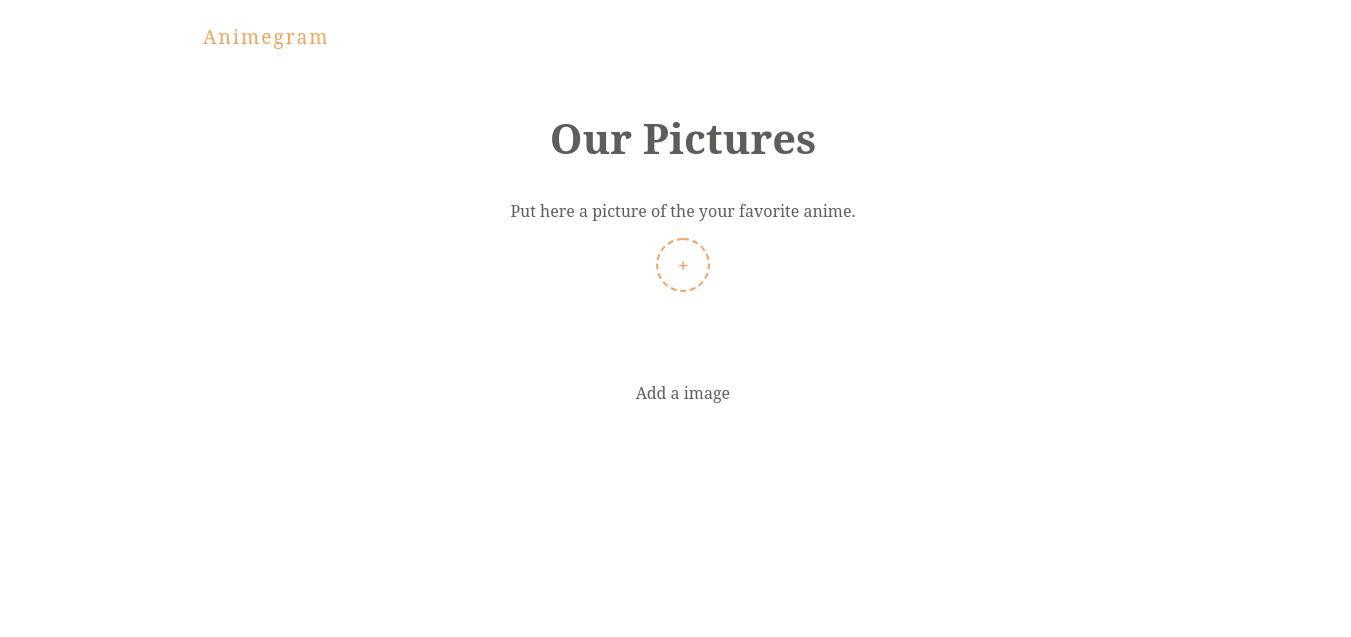 Animegram
Our Pictures
Put here a picture of the your favorite anime.
+
Add a image